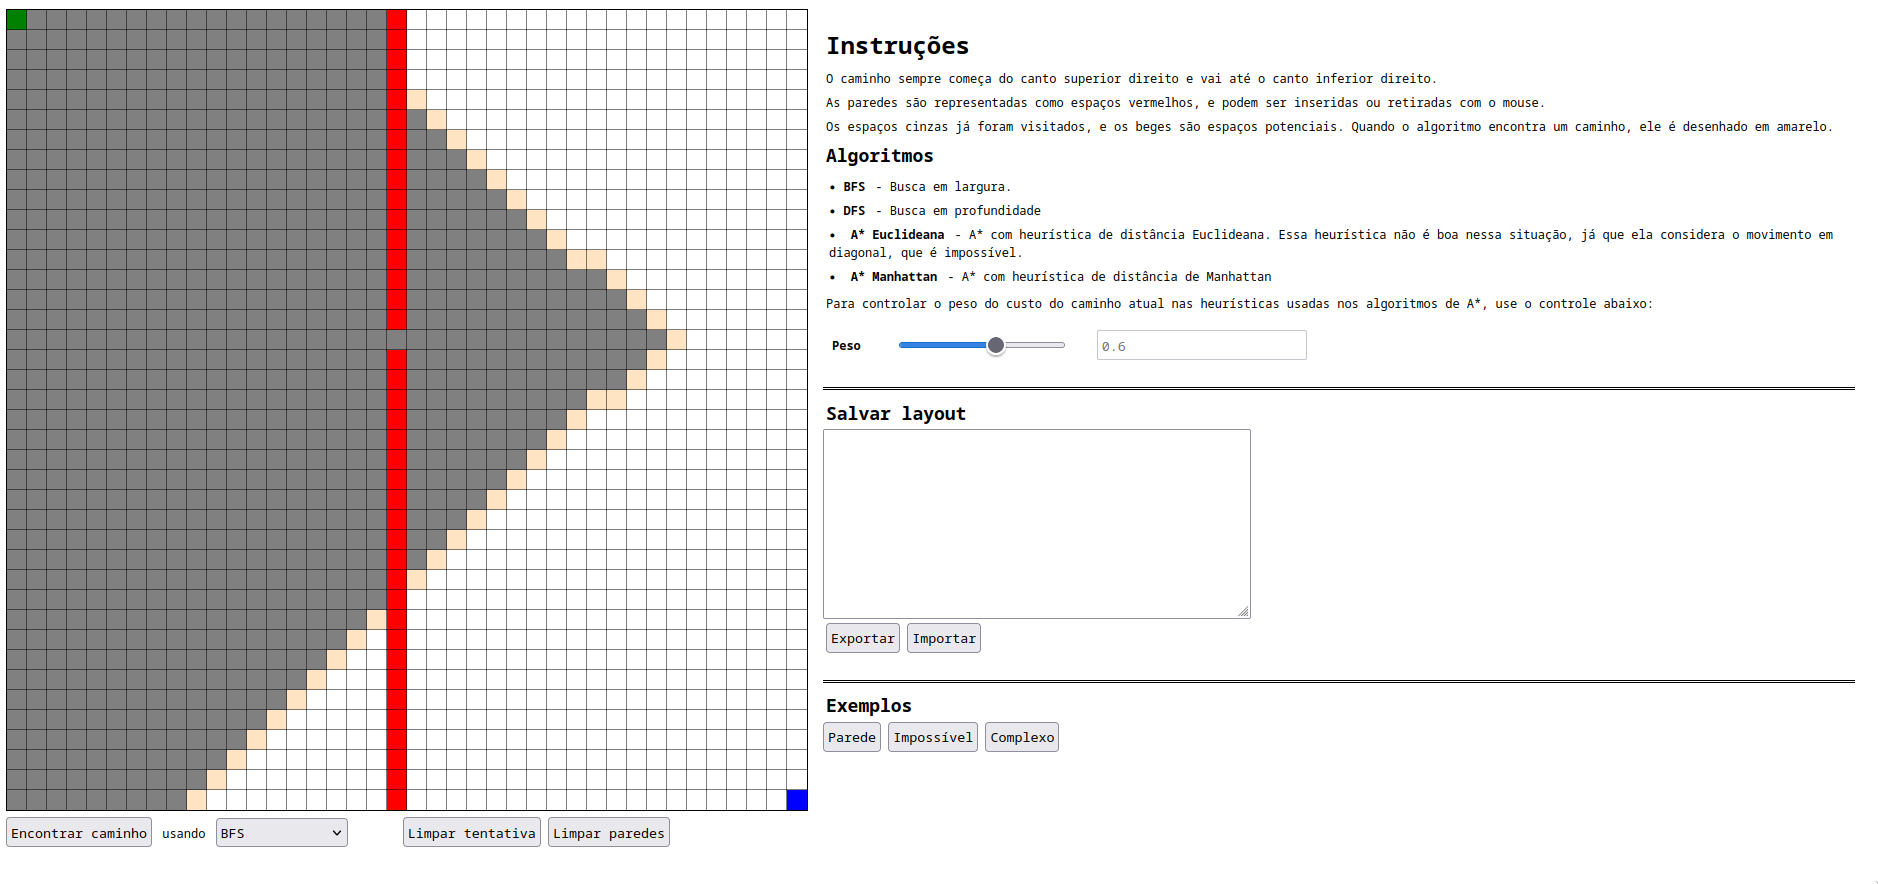 Instruções
O caminho sempre começa do canto superior direito e vai até o canto inferior direito.
As paredes são representadas como espaços vermelhos, e podem ser inseridas ou retiradas com o mouse.
Os espaços cinzas já foram visitados, e os beges são espaços potenciais. Quando o algoritmo encontra um caminho, ele é desenhado em amarelo.
Algoritmos
• BFS - Busca em largura.
• DFS - Busca em profundidade
• A* Euclideana - A* com heurística de distância Euclideana. Essa heurística não é boa nessa situação, já que ela considera o movimento em
diagonal, que é impossível.
• A* Manhattan - A* com heurística de distância de Manhattan
Para controlar o peso do custo do caminho atual nas heurísticas usadas nos algoritmos de A*, use o controle abaixo:
Peso 0.6
Salvar layout
Exportar Importar
Exemplos
Parede Impossível Complexo
Encontrar caminho usando BFS Limpar tentativa Limpar paredes